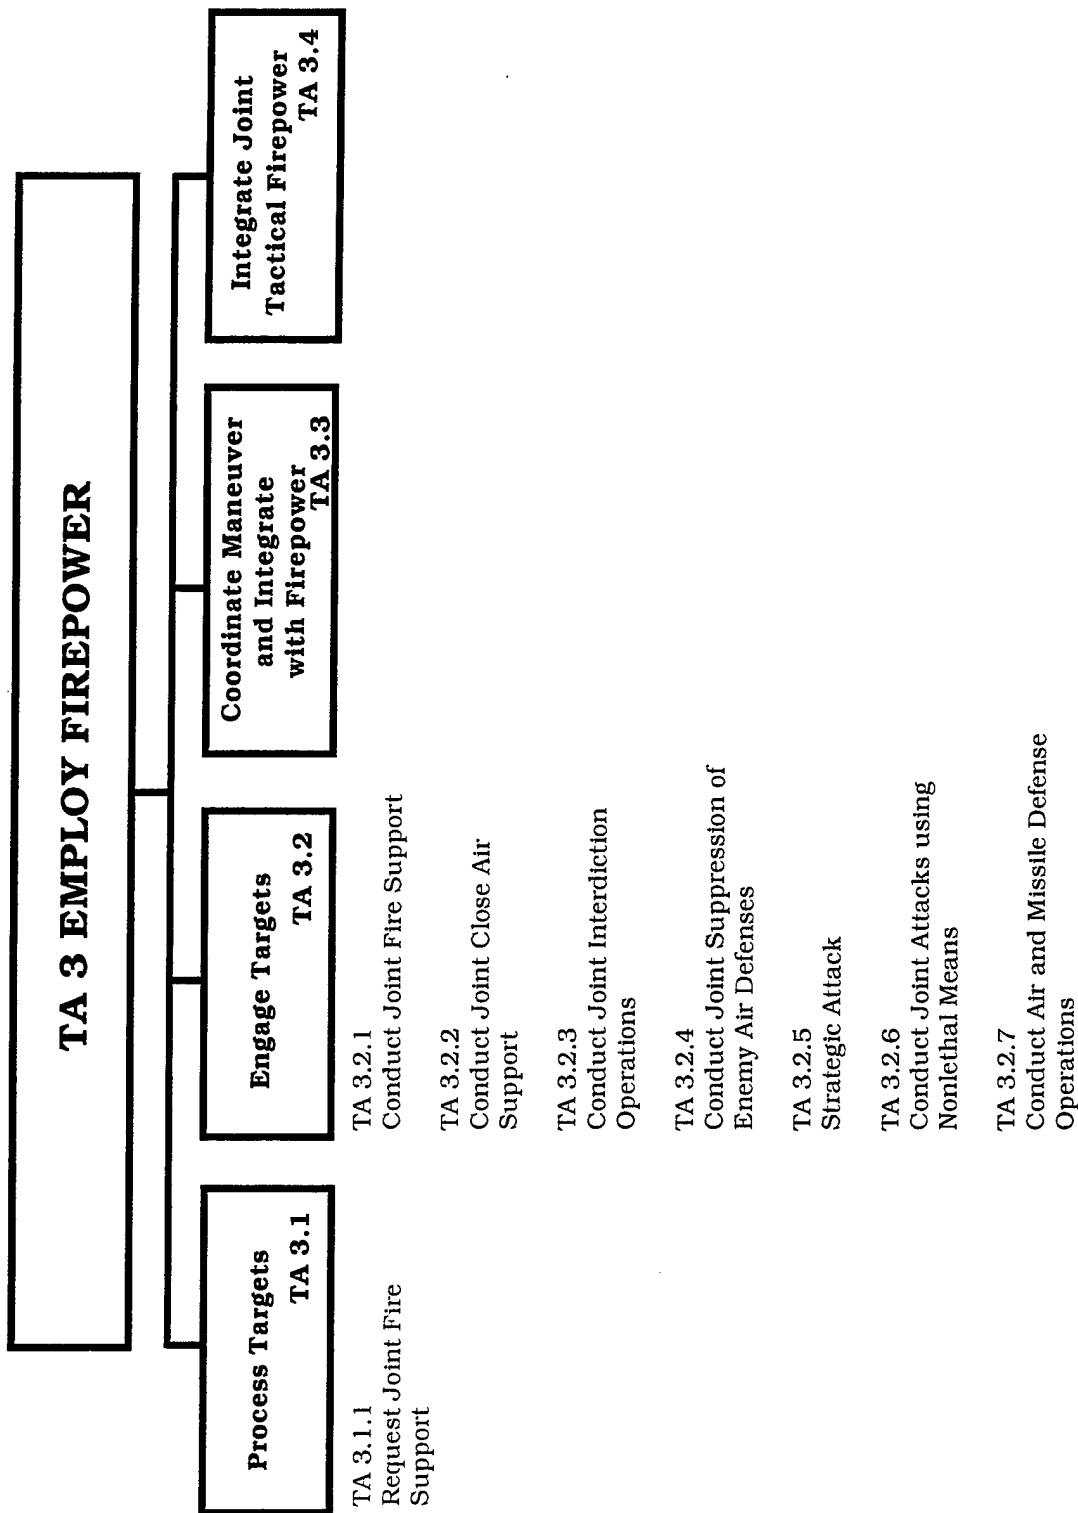 TA 3 EMPLOY FIREPOWER
Process Targets
TA 3.1
TA 3.1.1
Request Joint Fire
Support
Engage Targets
TA 3.2
TA 3.2.1
Conduct Joint Fire Support
TA 3.2.2
Conduct Joint Close Air
Support
TA 3.2.3
Conduct Joint Interdiction
Operations
TA 3.2.4
Conduct Joint Suppression of
Enemy Air Defenses
TA 3.2.5
Strategic Attack
TA 3.2.6
Conduct Joint Attacks using
Nonlethal Means
TA 3.2.7
Conduct Air and Missile Defense
Operations
Coordinate Maneuver
and Integrate
with Firepower
TA 3.3
Integrate Joint
Tactical Firepower
TA 3.4